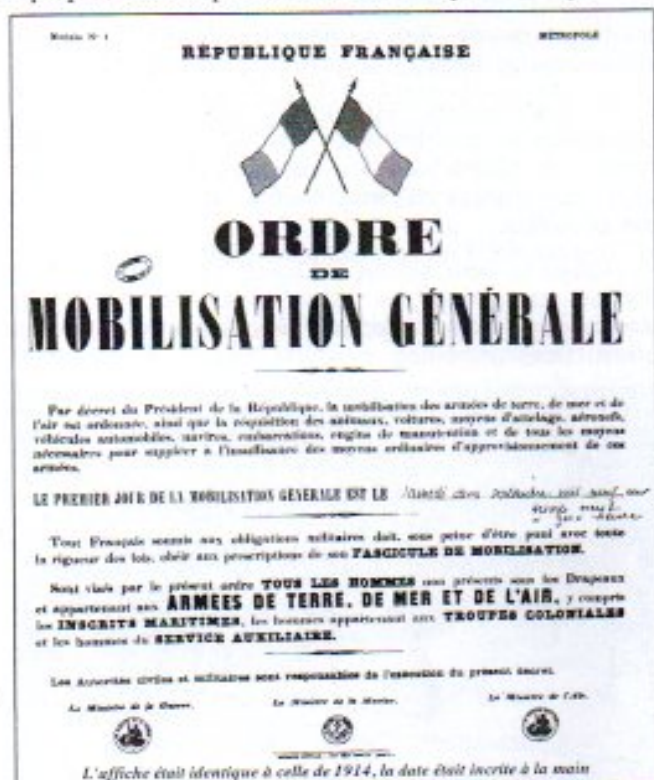 Modèle N° 1
MÉTROPOLE
RÉPUBLIQUE FRANÇAISE
ORDRE
DE
MOBILISATION GÉNÉRALE
Par décret du Président de la République, la mobilisation des armées de terre, de mer et de
l'air est ordonnée, ainsi que la réquisition des animaux, voitures, moyens d'attelage, aéronefs,
véhicules automobiles, navires, embarcations, engins de manutention et de tous les moyens
nécessaires pour suppléer à l'insuffisance des moyens ordinaires d'approvisionnement de ces
armées.
LE PREMIER JOUR DE LA MOBILISATION GÉNÉRALE EST LE
Tout Français soumis aux obligations militaires doit, sous peine d'être puni avec toute
la rigueur des lois, obéir aux prescriptions de son FASCICULE DE MOBILISATION.
Sont visés par le présent ordre TOUS LES HOMMES non présents sous les Drapeaux
et appartenant aux ARMÉES DE TERRE, DE MER ET DE L'AIR, y compris
les INSCRITS MARITIMES, les hommes appartenant aux TROUPES COLONIALES
et les hommes du SERVICE AUXILIAIRE.
Les Autorités civiles et militaires sont responsables de l'exécution du présent décret.
Le Ministre de la Guerre,
Le Ministre de la Marine,
Le Ministre de l'Air,
L'affiche était identique à celle de 1914, la date était incrite à la main